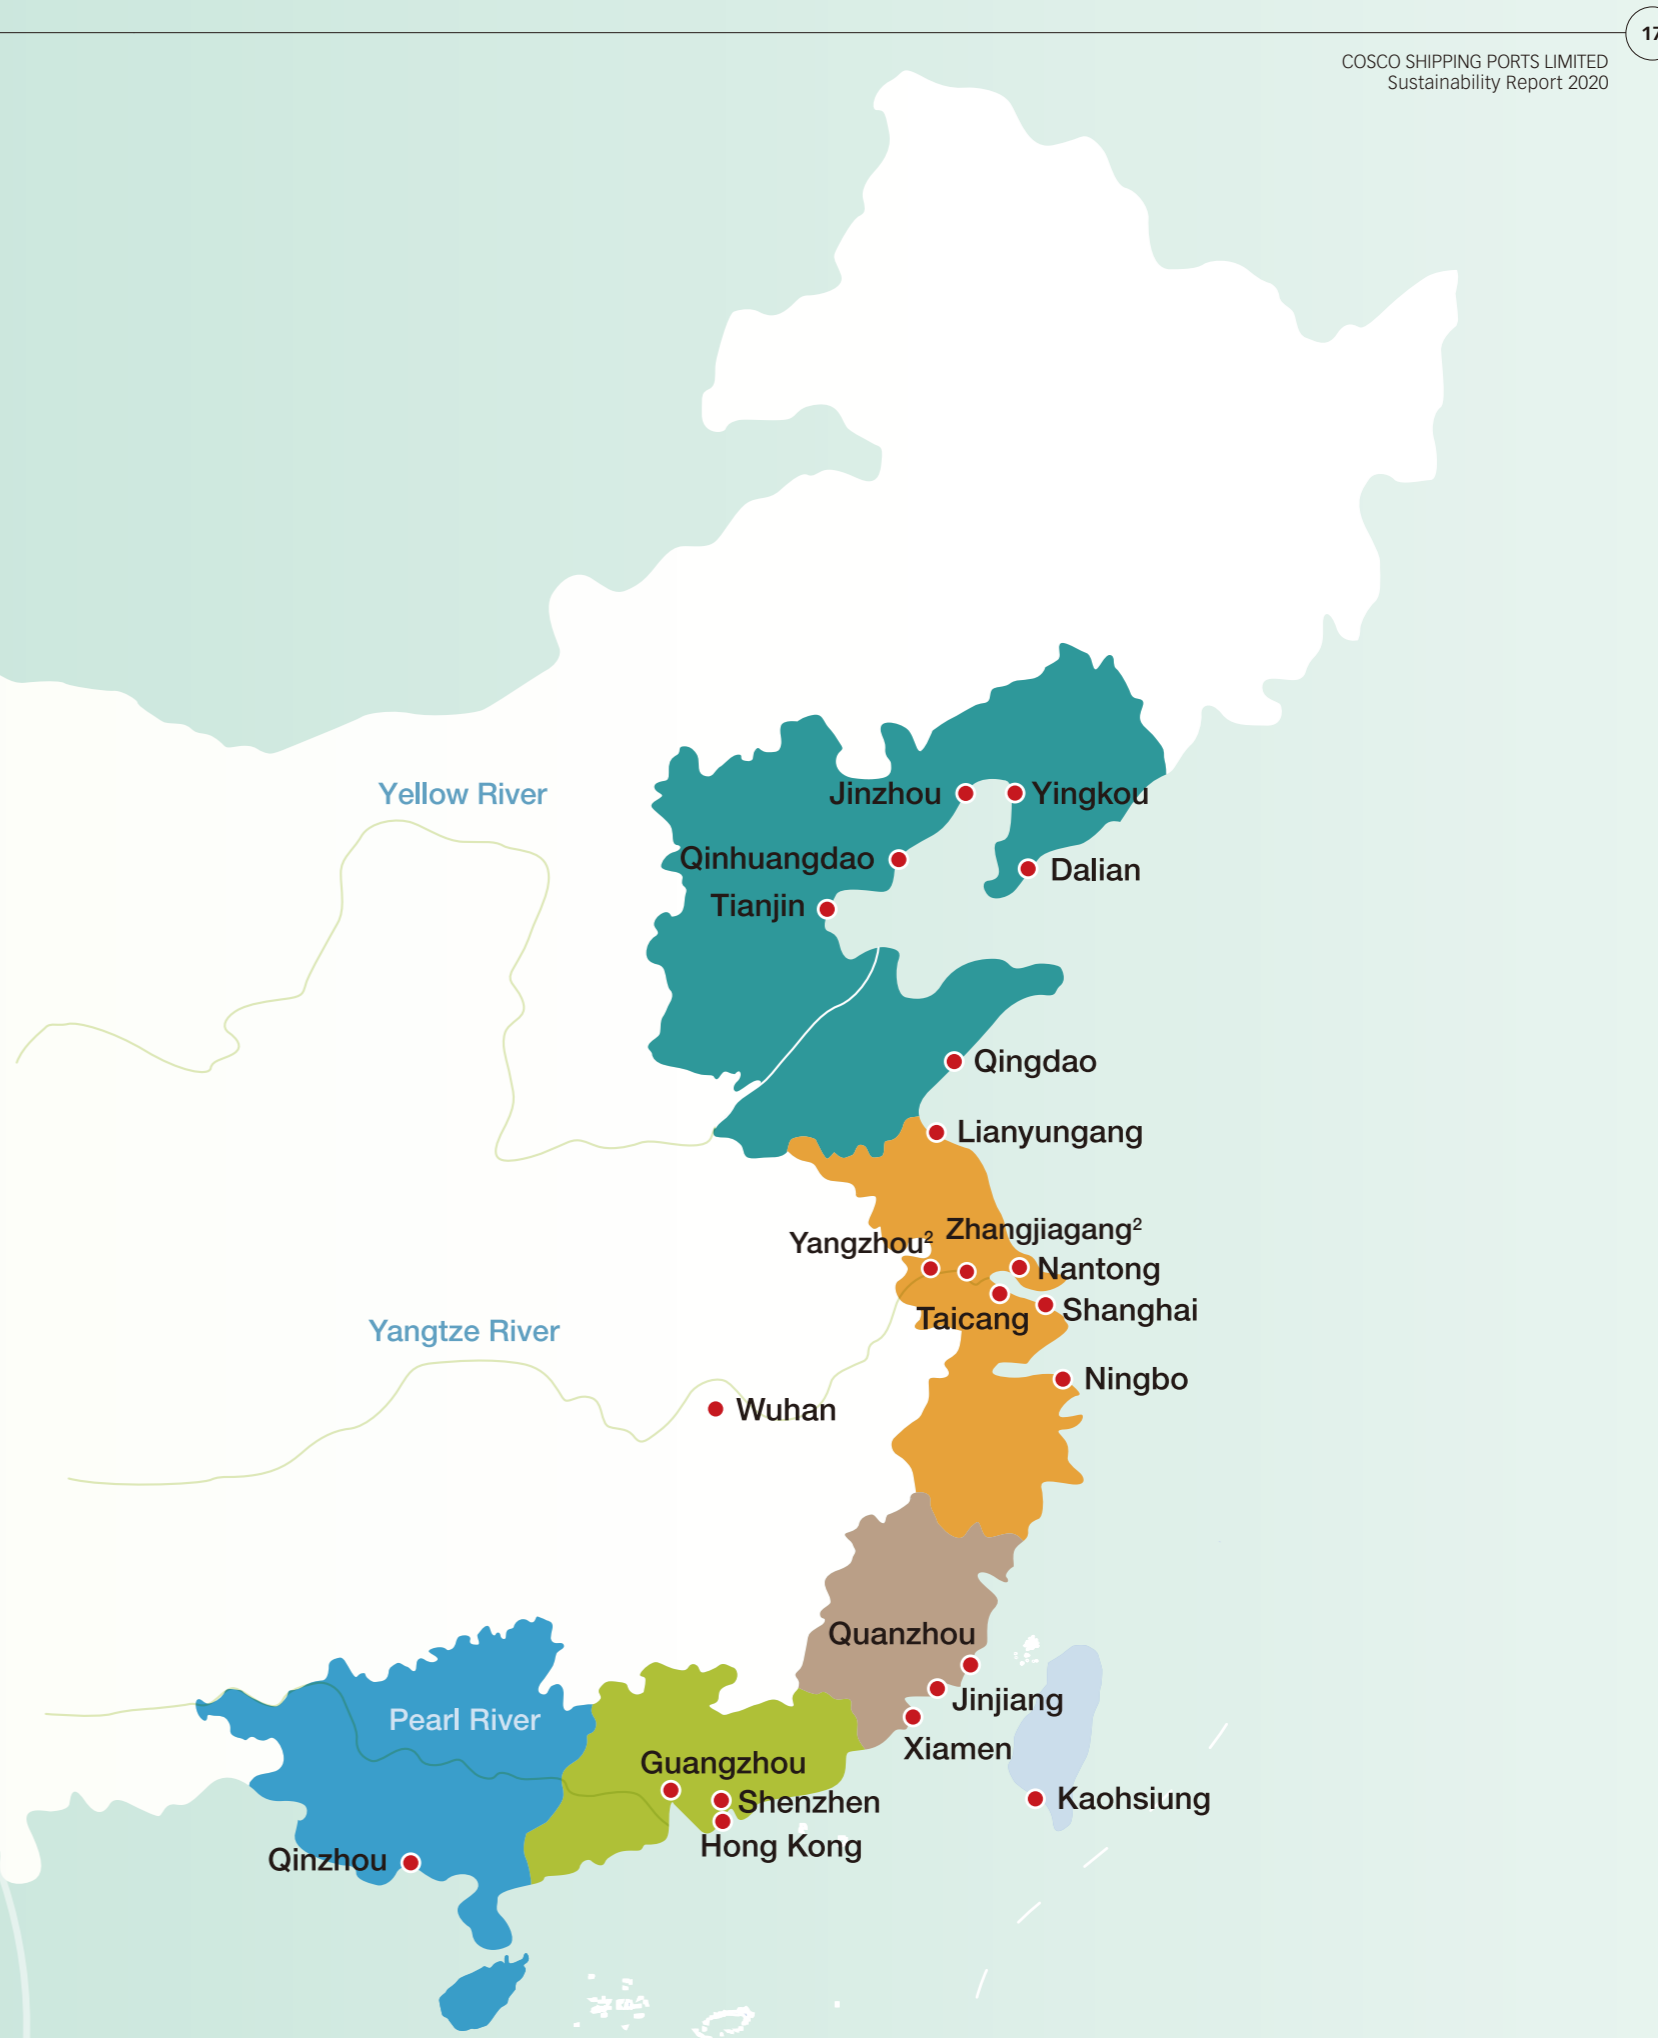 17
COSCO SHIPPING PORTS LIMITED
Sustainability Report 2020
Yellow River
Jinzhou
Yingkou
Qinhuangdao
Dalian
Tianjin
Qingdao
Lianyungang
Zhangjiagang²
Yangzhou²
Nantong
Shanghai
Taicang
Yangtze River
Ningbo
Wuhan
Quanzhou
Jinjiang
Pearl River
Xiamen
Guangzhou
Kaohsiung
Shenzhen
Hong Kong
Qinzhou